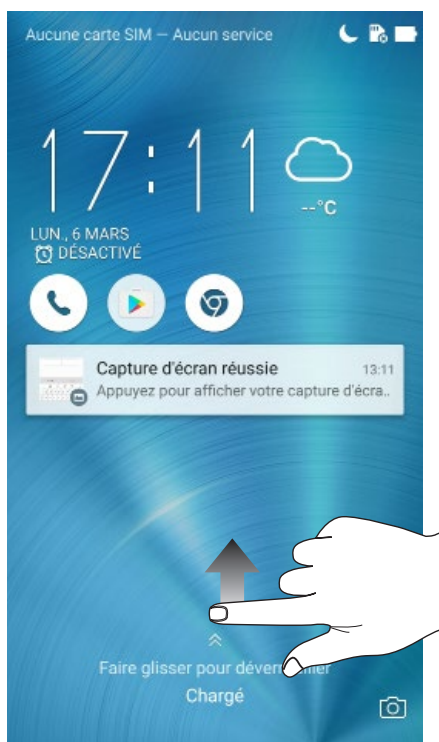 Aucune carte SIM — Aucun service
17:11
--°C
LUN., 6 MARS
DÉSACTIVÉ
Capture d'écran réussie 13:11
Appuyez pour afficher votre capture d'écra..
Faire glisser pour déver
Chargé